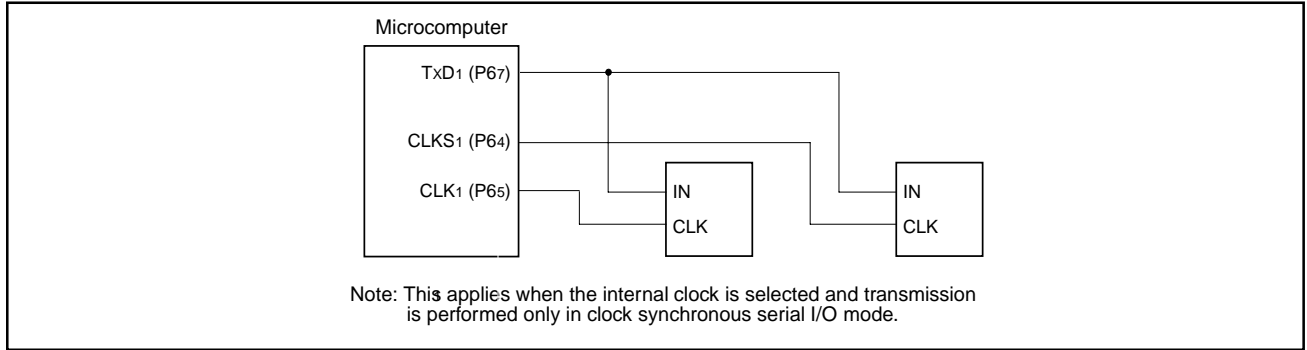 Microcomputer
TXD1 (P67)
CLKS1 (P64)
CLK1 (P65)
IN
CLK
IN
CLK
Note: This applies when the internal clock is selected and transmission
is performed only in clock synchronous serial I/O mode.